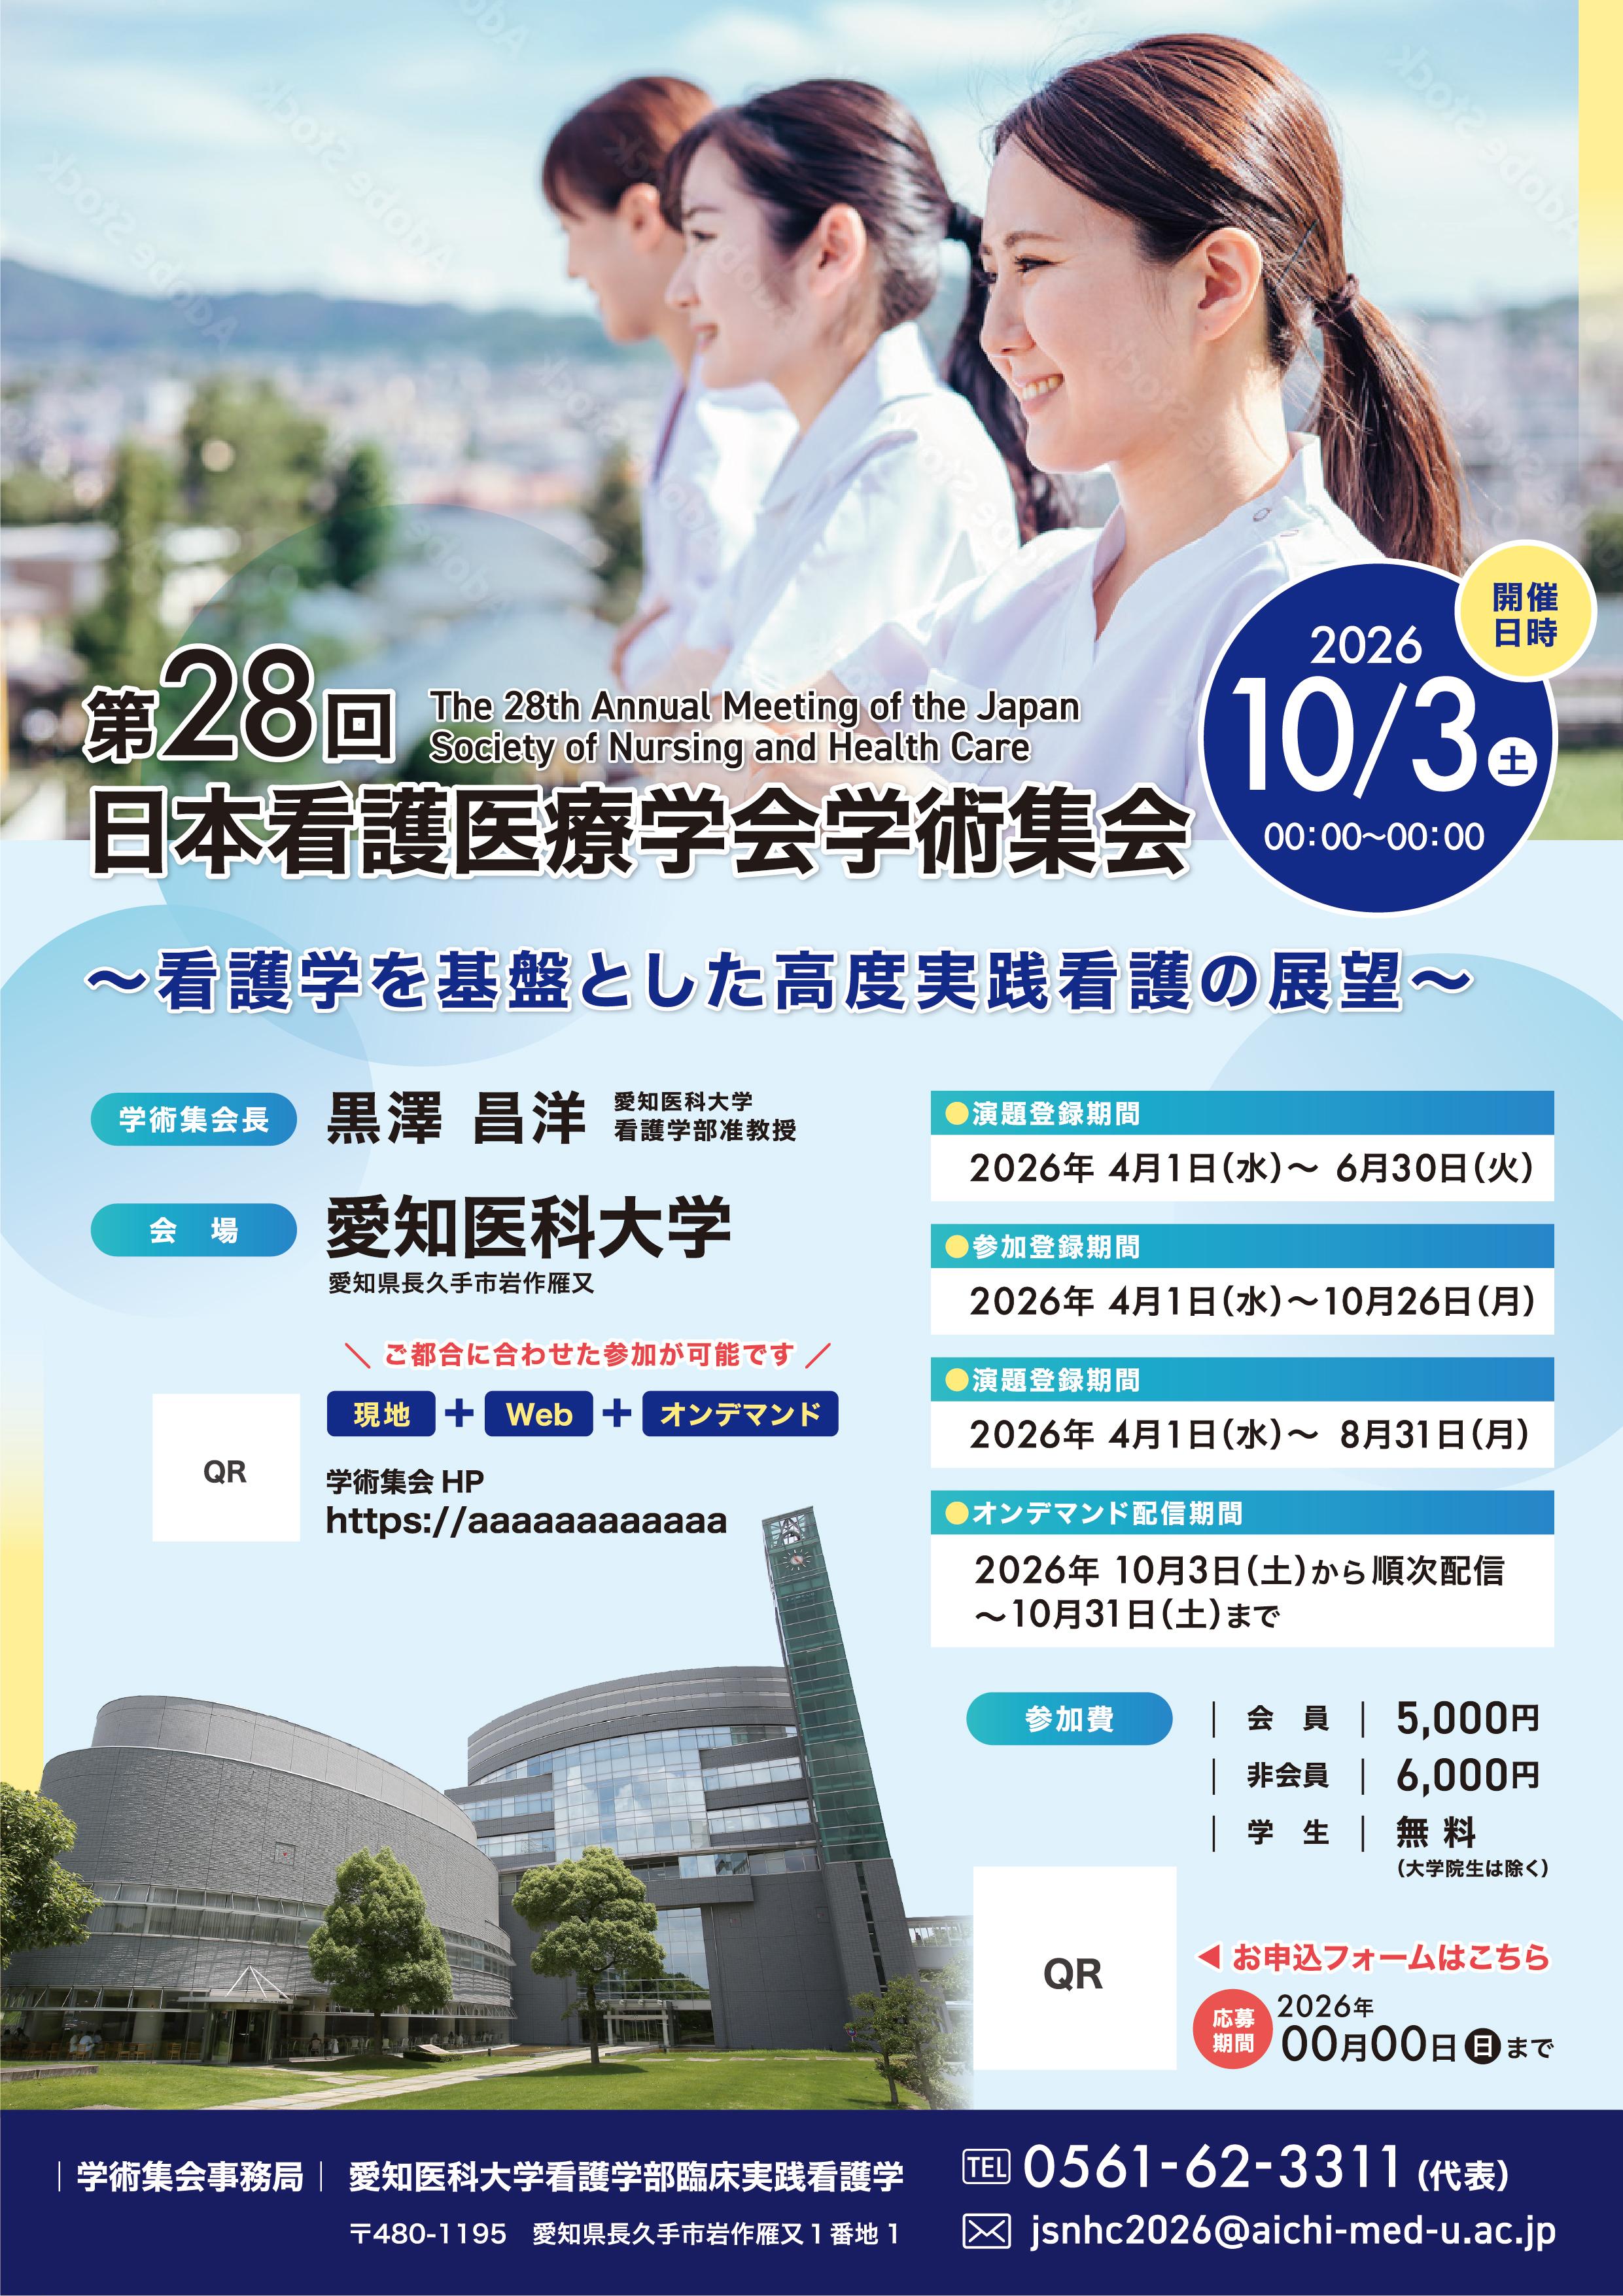 開催
日時
2026
10/3土
00:00～00:00
第28回
The 28th Annual Meeting of the Japan
Society of Nursing and Health Care
日本看護医療学会学術集会
～看護学を基盤とした高度実践看護の展望～
学術集会長
黒澤 昌洋
愛知医科大学
看護学部准教授
会 場
愛知医科大学
愛知県長久手市岩作雁又
＼ ご都合に合わせた参加が可能です ／
現地 + Web + オンデマンド
QR
学術集会 HP
https://aaaaaaaaaaaa
●演題登録期間
2026年 4月1日（水）～ 6月30日（火）
●参加登録期間
2026年 4月1日（水）～10月26日（月）
●演題登録期間
2026年 4月1日（水）～ 8月31日（月）
●オンデマンド配信期間
2026年 10月3日（土）から順次配信
～10月31日（土）まで
参加費
｜ 会 員 ｜ 5,000円
｜ 非会員 ｜ 6,000円
｜ 学 生 ｜ 無 料
（大学院生は除く）
QR
◀ お申込フォームはこちら
応募
期間
2026年
00月00日日まで
｜学術集会事務局｜ 愛知医科大学看護学部臨床実践看護学
〒480-1195 愛知県長久手市岩作雁又1番地1
TEL 0561-62-3311（代表）
jsnhc2026@aichi-med-u.ac.jp
Adobe Stock